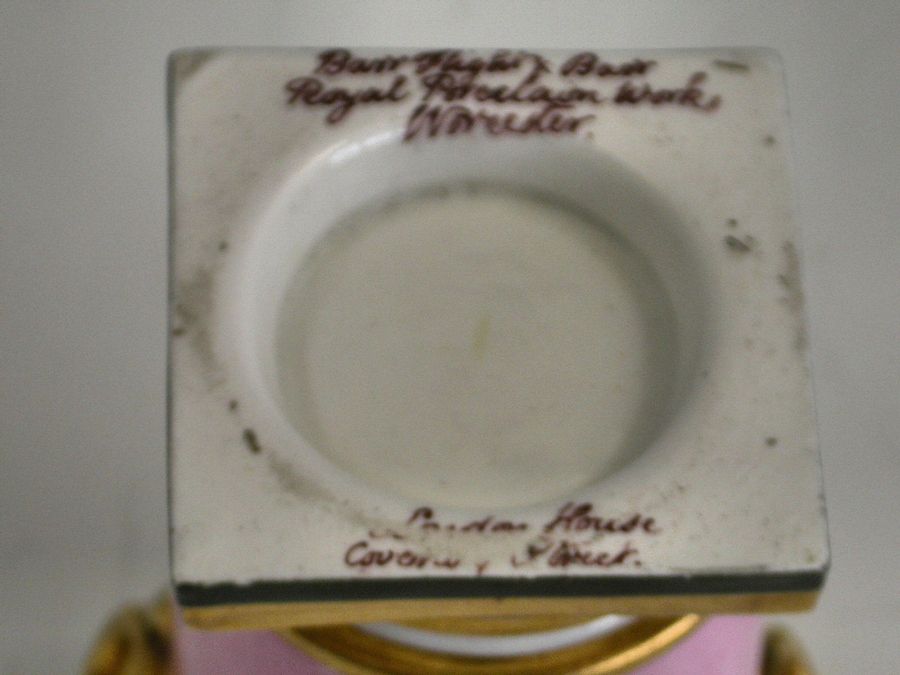 Barr Flight & Barr
Royal Porcelain Works
Worcester.
London House
Coventry Street.